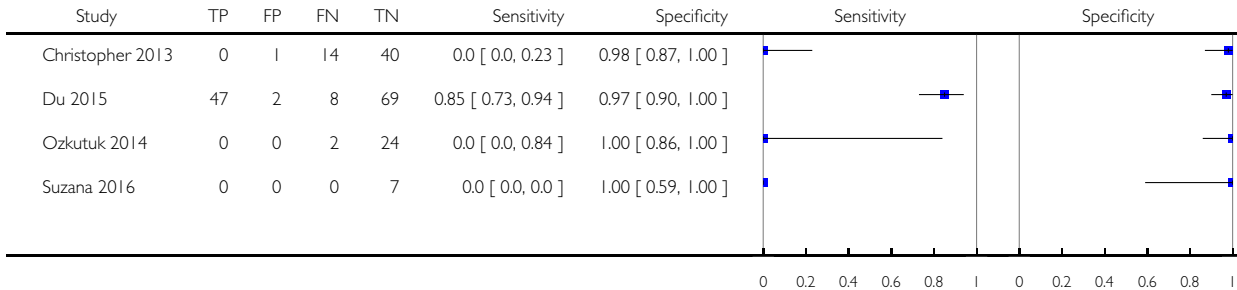 Study TP FP FN TN Sensitivity Specificity Sensitivity Specificity
Christopher 2013 0 1 14 40 0.0 [ 0.0, 0.23 ] 0.98 [ 0.87, 1.00 ]
Du 2015 47 2 8 69 0.85 [ 0.73, 0.94 ] 0.97 [ 0.90, 1.00 ]
Ozkutuk 2014 0 0 2 24 0.0 [ 0.0, 0.84 ] 1.00 [ 0.86, 1.00 ]
Suzana 2016 0 0 0 7 0.0 [ 0.0, 0.0 ] 1.00 [ 0.59, 1.00 ]
0 0.2 0.4 0.6 0.8 1 0 0.2 0.4 0.6 0.8 1